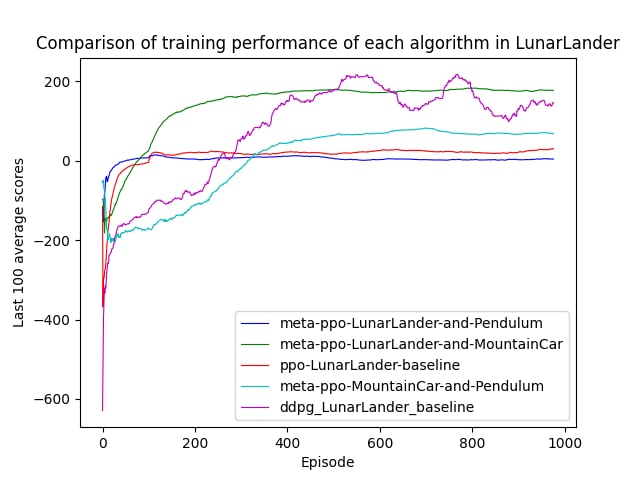 Comparison of training performance of each algorithm in LunarLander
Last 100 average scores
200
0
−200
−400
−600
0
200
400
600
800
1000
Episode
meta-ppo-LunarLander-and-Pendulum
meta-ppo-LunarLander-and-MountainCar
ppo-LunarLander-baseline
meta-ppo-MountainCar-and-Pendulum
ddpg_LunarLander_baseline